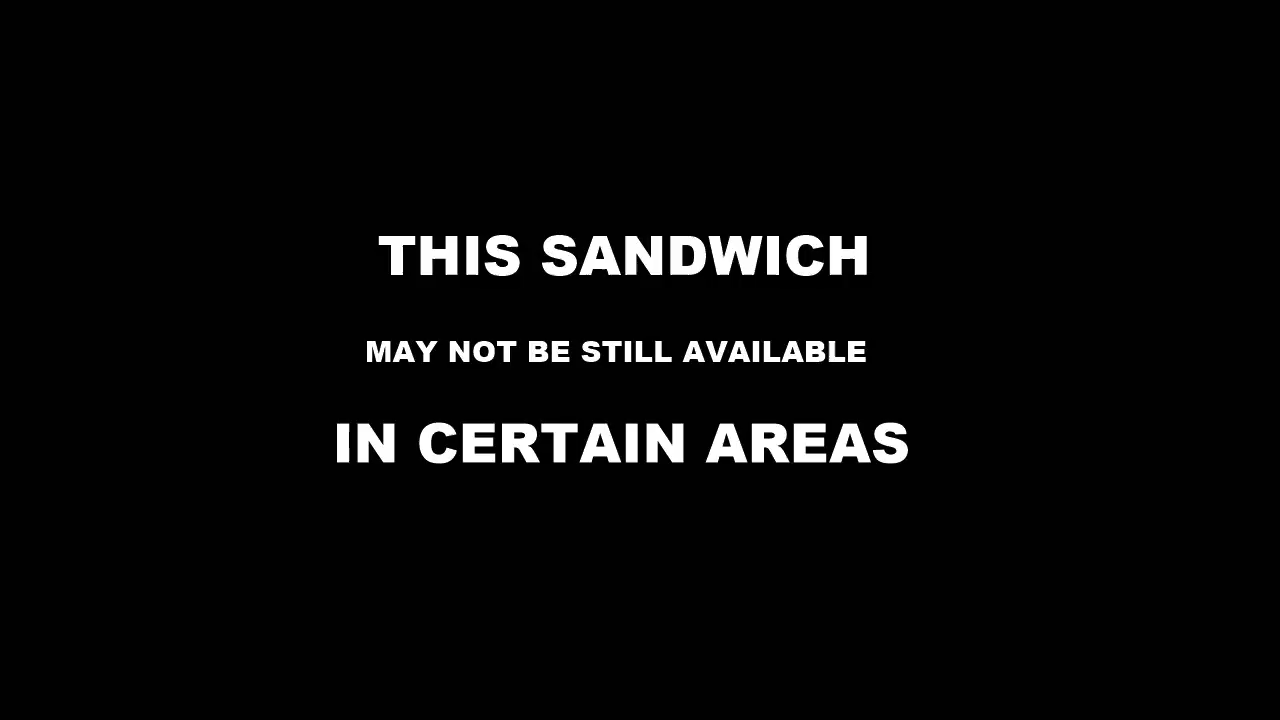 THIS SANDWICH
MAY NOT BE STILL AVAILABLE
IN CERTAIN AREAS